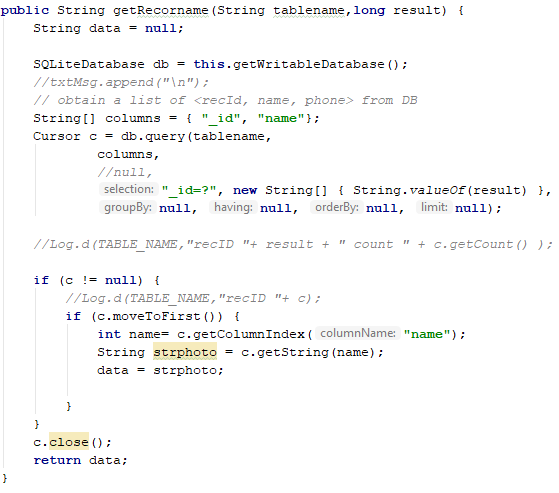 public String getRecorname(String tablename,long result) {
    String data = null;

    SQLiteDatabase db = this.getWritableDatabase();
    //txtMsg.append("\n");
    // obtain a list of <recId, name, phone> from DB
    String[] columns = { "_id", "name"};
    Cursor c = db.query(tablename,
            columns,
            //null,
            selection: "_id=?", new String[] { String.valueOf(result) },
            groupBy: null, having: null, orderBy: null, limit: null);

    //Log.d(TABLE_NAME,"recID "+ result + " count " + c.getCount() );

    if (c != null) {
        //Log.d(TABLE_NAME,"recID "+ c);
        if (c.moveToFirst()) {
            int name= c.getColumnIndex( columnName: "name");
            String strphoto = c.getString(name);
            data = strphoto;

        }
    }
    c.close();
    return data;
}